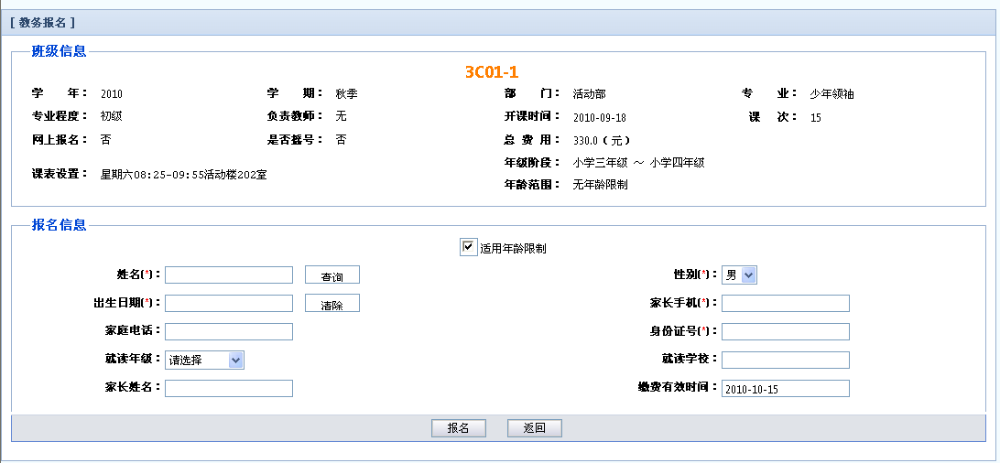 [ 教务报名 ]
班级信息
3C01-1
学 年： 2010 学 期： 秋季 部 门： 活动部 专 业： 少年领袖
专业程度： 初级 负责教师： 无 开课时间： 2010-09-18 课 次： 15
网上报名： 否 是否摇号： 否 总 费 用： 330.0 ( 元 )
年级阶段： 小学三年级 ～ 小学四年级
课表设置： 星期六08:25-09:55活动楼202室
年龄范围： 无年龄限制
报名信息
适用年龄限制
姓名(*)： 查询 性别(*)： 男
出生日期(*)： 清除 家长手机(*)：
家庭电话： 身份证号(*)：
就读年级： 请选择 就读学校：
家长姓名： 缴费有效时间： 2010-10-15
报名 返回